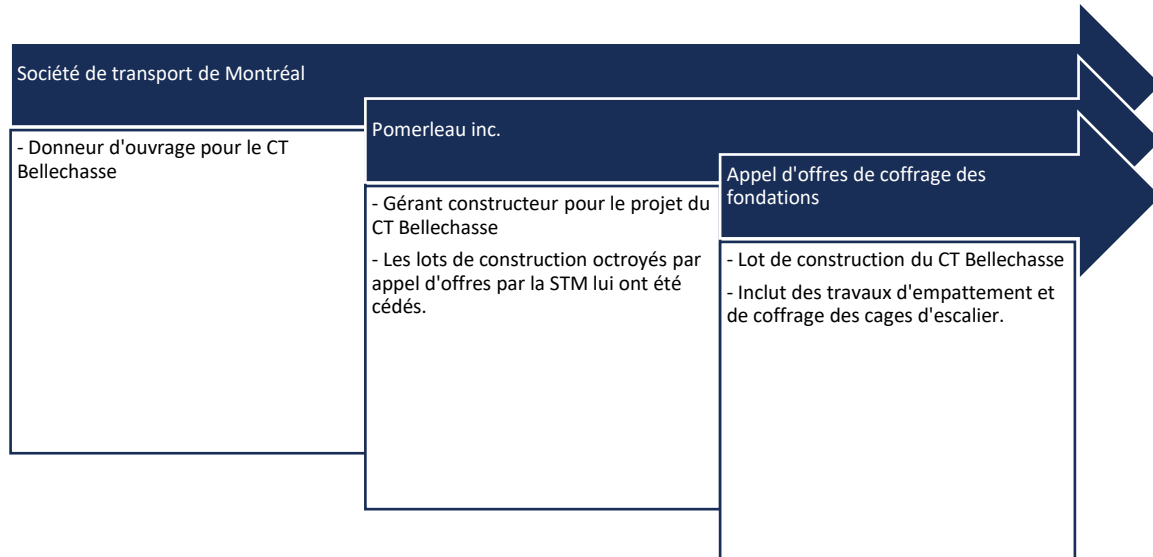 Société de transport de Montréal
- Donneur d'ouvrage pour le CT
Bellechasse
Pomerleau inc.
- Gérant constructeur pour le projet du
CT Bellechasse
- Les lots de construction octroyés par
appel d'offres par la STM lui ont été
cédés.
Appel d'offres de coffrage des
fondations
- Lot de construction du CT Bellechasse
- Inclut des travaux d'empattement et
de coffrage des cages d'escalier.